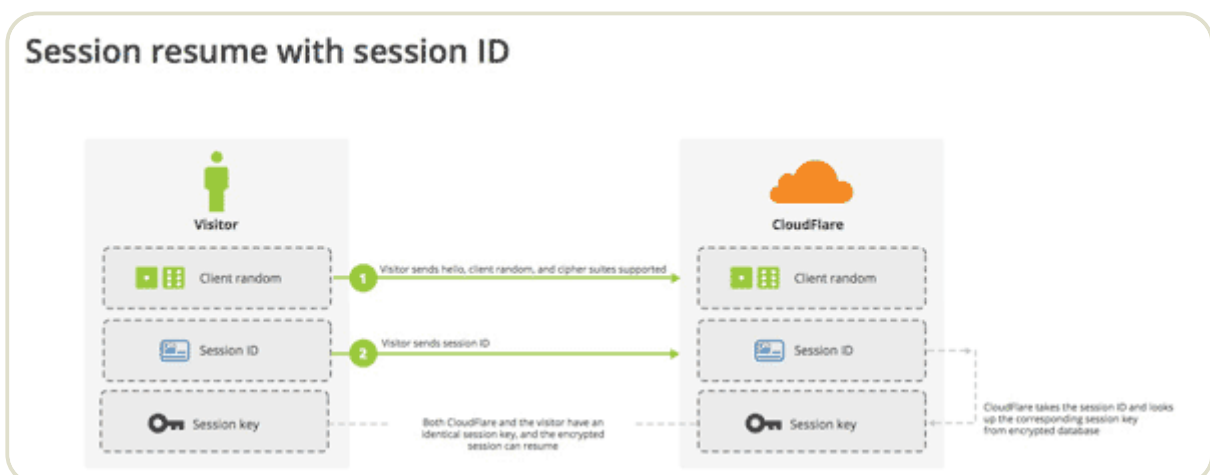 Session resume with session ID
Visitor
CloudFlare
Client random
1
Visitor sends hello, client random, and cipher suites supported
Client random
Session ID
2
Visitor sends session ID
Session ID
Session key
Both CloudFlare and the visitor have an
identical session key, and the encrypted
session can resume
Session key
CloudFlare takes the session ID and looks
up the corresponding session key
from encrypted database